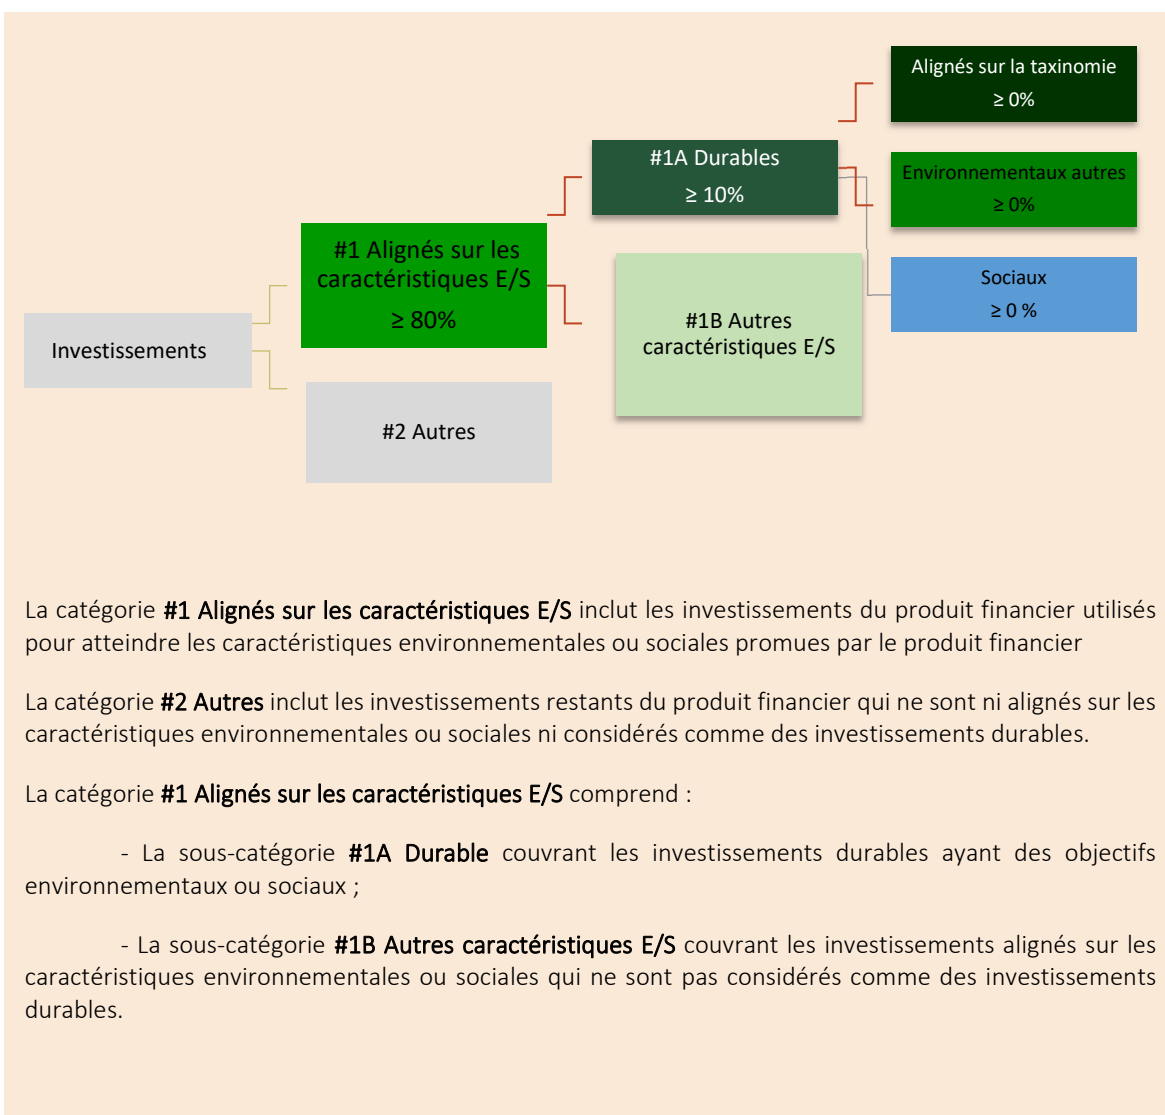 Alignés sur la taxinomie
≥ 0%
#1A Durables
≥ 10%
Environnementaux autres
≥ 0%
#1 Alignés sur les
caractéristiques E/S
≥ 80%
Sociaux
≥ 0 %
#1B Autres
caractéristiques E/S
Investissements
#2 Autres
La catégorie #1 Alignés sur les caractéristiques E/S inclut les investissements du produit financier utilisés
pour atteindre les caractéristiques environnementales ou sociales promues par le produit financier
La catégorie #2 Autres inclut les investissements restants du produit financier qui ne sont ni alignés sur les
caractéristiques environnementales ou sociales ni considérés comme des investissements durables.
La catégorie #1 Alignés sur les caractéristiques E/S comprend :
- La sous-catégorie #1A Durable couvrant les investissements durables ayant des objectifs
environnementaux ou sociaux ;
- La sous-catégorie #1B Autres caractéristiques E/S couvrant les investissements alignés sur les
caractéristiques environnementales ou sociales qui ne sont pas considérés comme des investissements
durables.